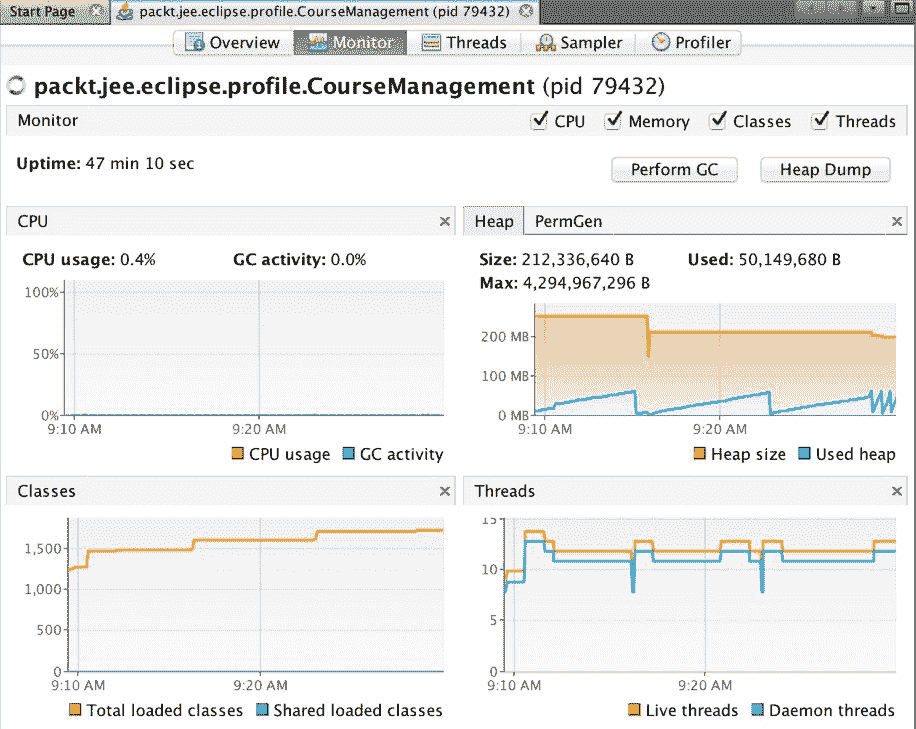 Start Page packt.jee.eclipse.profile.CourseManagement (pid 79432)
Overview Monitor Threads Sampler Profiler
packt.jee.eclipse.profile.CourseManagement (pid 79432)
Monitor CPU Memory Classes Threads
Uptime: 47 min 10 sec Perform GC Heap Dump
CPU
CPU usage: 0.4% GC activity: 0.0%
100%
50%
0%
9:10 AM 9:20 AM
CPU usage GC activity
Heap PermGen
Size: 212,336,640 B Used: 50,149,680 B
Max: 4,294,967,296 B
200 MB
100 MB
0 MB
9:10 AM 9:20 AM
Heap size Used heap
Classes
1,500
1,000
500
0
9:10 AM 9:20 AM
Total loaded classes Shared loaded classes
Threads
15
10
5
0
9:10 AM 9:20 AM
Live threads Daemon threads